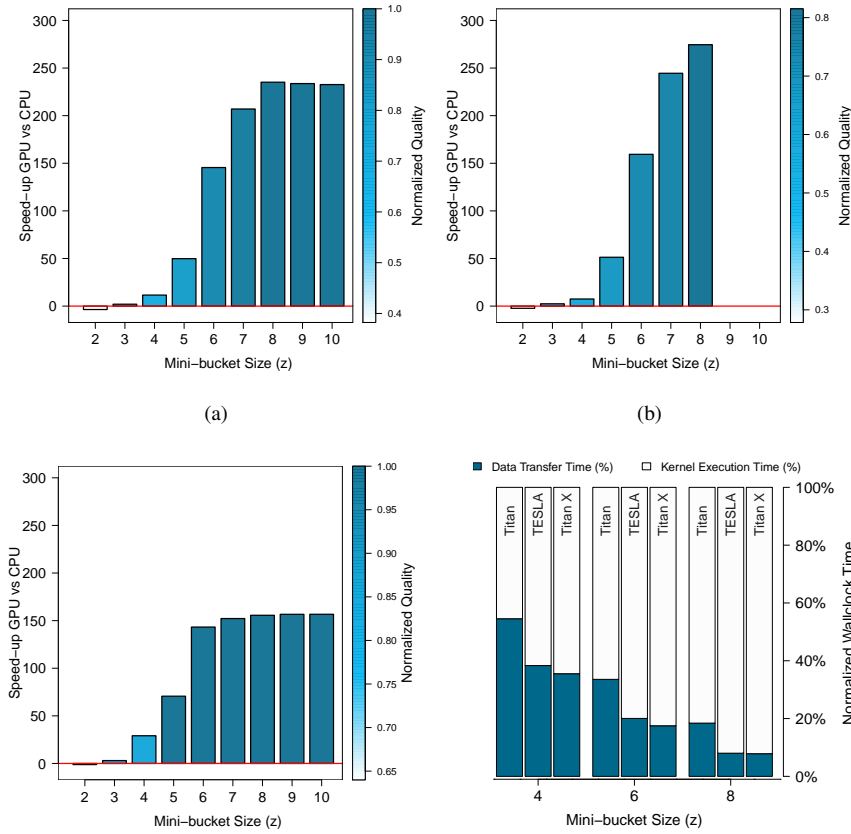 300
250
200
150
100
50
0
Speed-up GPU vs CPU
2 3 4 5 6 7 8 9 10
Mini-bucket Size (z)
1.0
0.9
0.8
0.7
0.6
0.5
0.4
Normalized Quality
(a)
300
250
200
150
100
50
0
Speed-up GPU vs CPU
2 3 4 5 6 7 8 9 10
Mini-bucket Size (z)
0.8
0.7
0.6
0.5
0.4
0.3
Normalized Quality
(b)
300
250
200
150
100
50
0
Speed-up GPU vs CPU
2 3 4 5 6 7 8 9 10
Mini-bucket Size (z)
1.00
0.95
0.90
0.85
0.80
0.75
0.70
0.65
Normalized Quality
Data Transfer Time (%) Kernel Execution Time (%)
Titan TESLA Titan X Titan TESLA Titan X Titan TESLA Titan X
100%
80%
60%
40%
20%
0%
Normalized Wallclock Time
4 6 8
Mini-bucket Size (z)